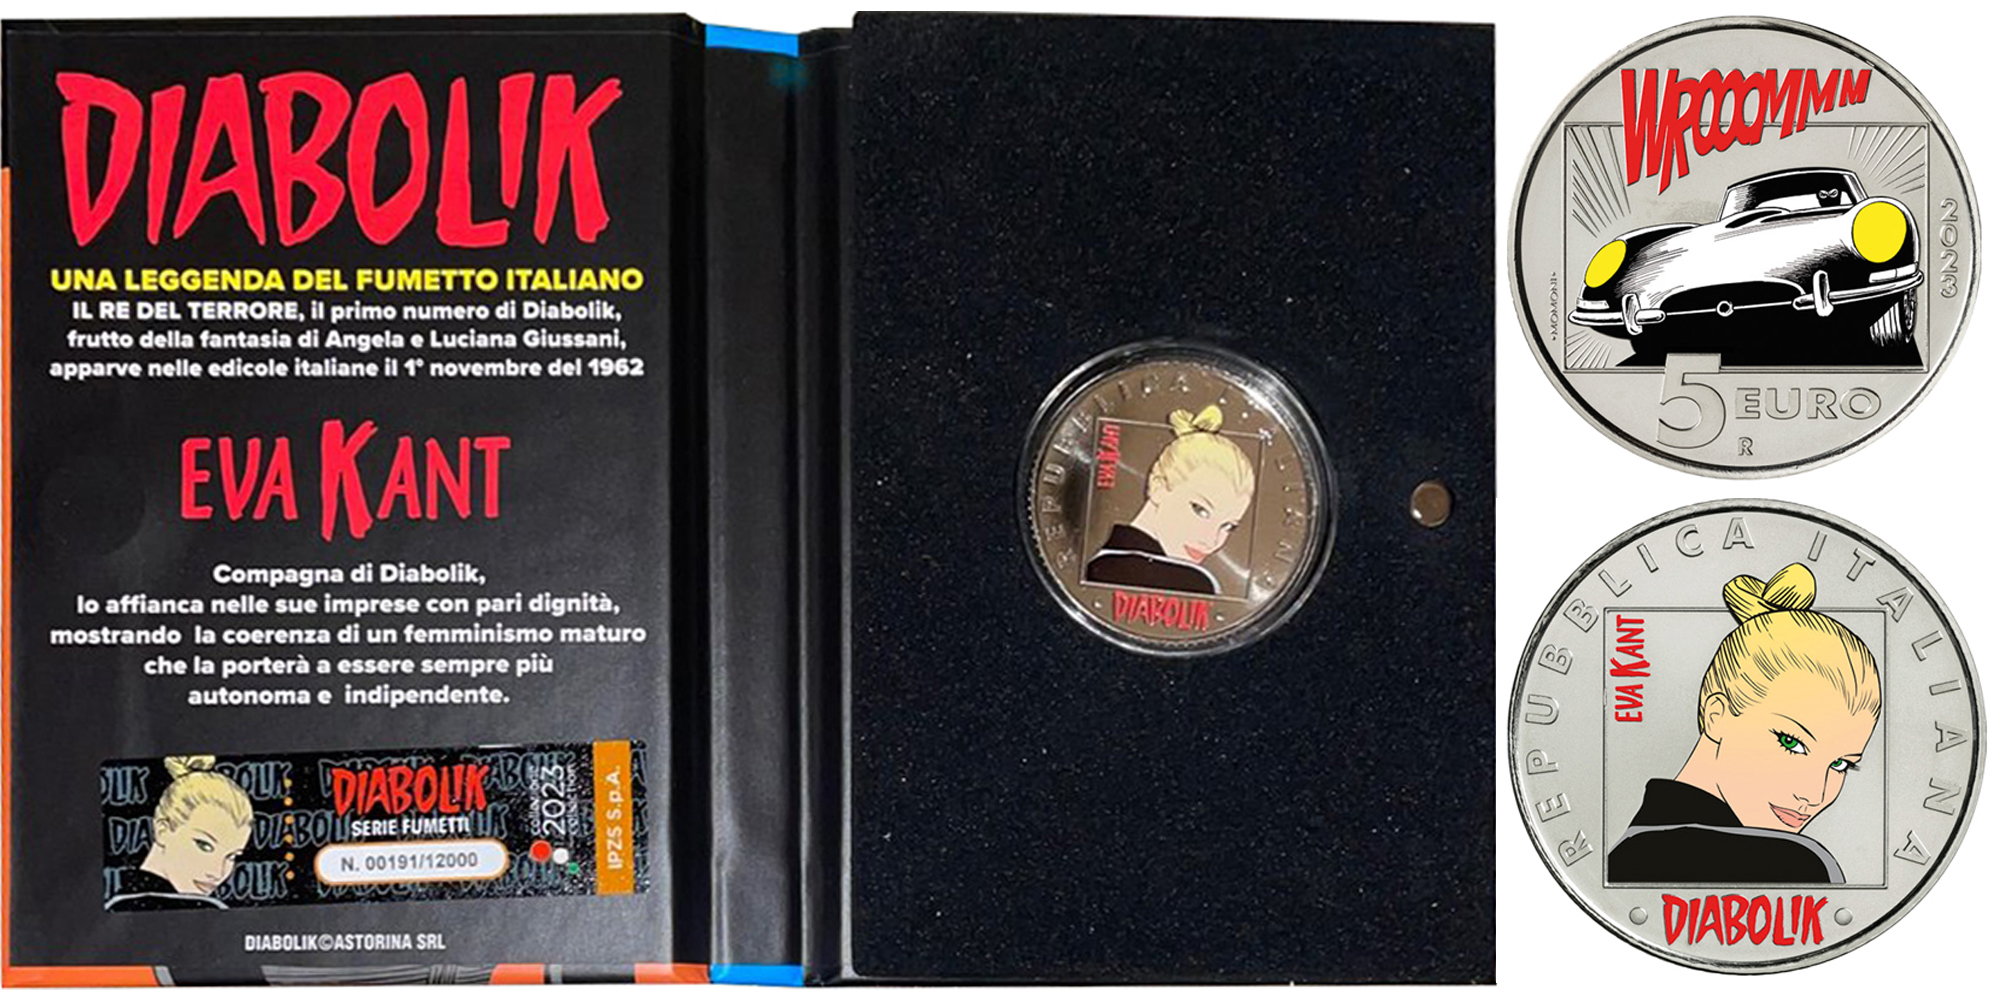 DIABOLIK
UNA LEGGENDA DEL FUMETTO ITALIANO
IL RE DEL TERRORE, il primo numero di Diabolik,
frutto della fantasia di Angela e Luciana Giussani,
apparve nelle edicole italiane il 1° novembre del 1962
EVA KANT
Compagna di Diabolik,
lo affianca nelle sue imprese con pari dignità,
mostrando la coerenza di un femminismo maturo
che la porterà a essere sempre più
autonoma e indipendente.
DIABOLIK
SERIE FUMETTI
N. 00191/12000
2023
IPZS S.p.A.
DIABOLIK©ASTORINA SRL
REPUBBLICA ITALIANA
EVA KANT
DIABOLIK
WROOOMMM
2023
•MOMONI•
5 EURO
R
REPUBBLICA ITALIANA
EVA KANT
DIABOLIK